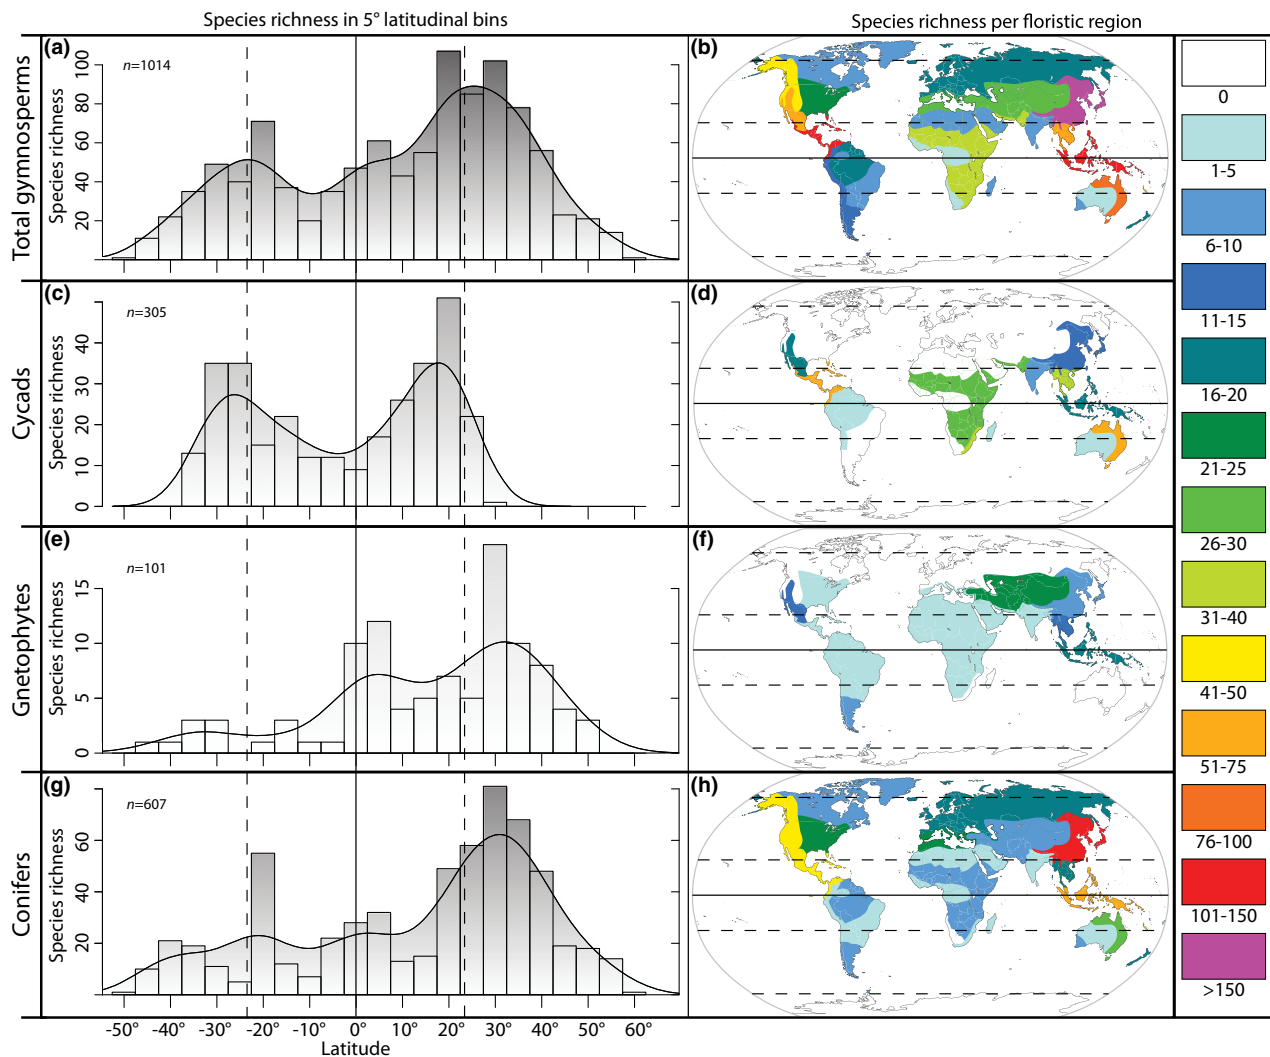 Species richness in 5° latitudinal bins
Species richness per floristic region
Total gymnosperms
(a)
n=1014
Species richness
100
80
60
40
20
(b)
Cycads
(c)
n=305
Species richness
40
30
20
10
0
(d)
Gnetophytes
(e)
n=101
Species richness
15
10
5
0
(f)
Conifers
(g)
n=607
Species richness
60
40
20
(h)
-50° -40° -30° -20° -10° 0° 10° 20° 30° 40° 50° 60°
Latitude
0
1-5
6-10
11-15
16-20
21-25
26-30
31-40
41-50
51-75
76-100
101-150
>150